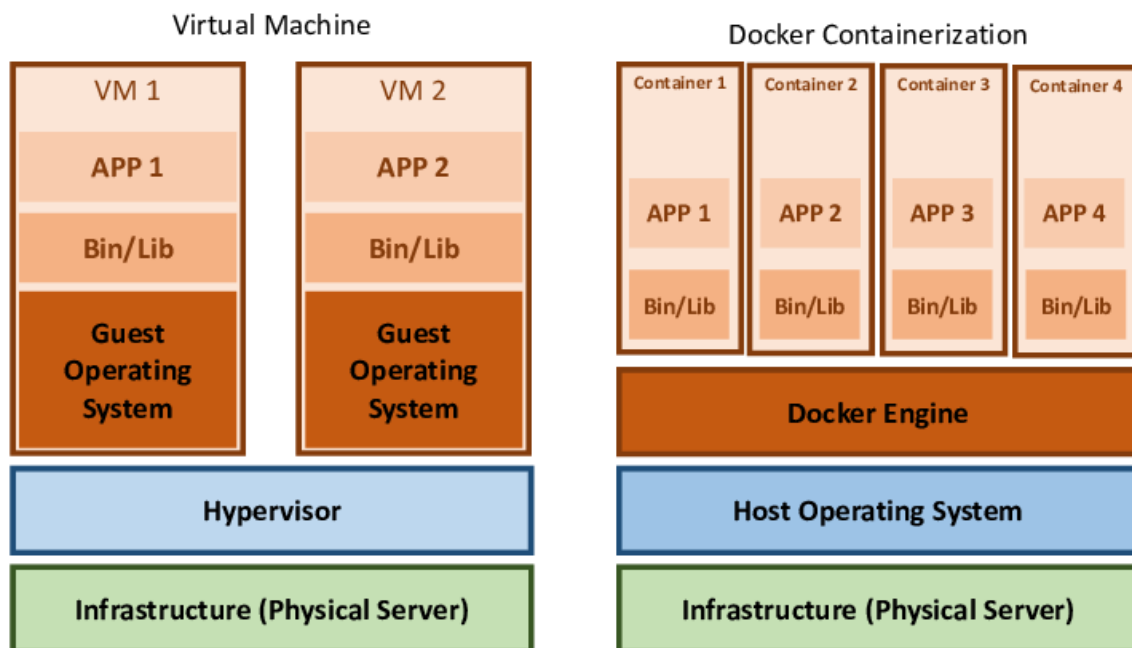 Virtual Machine
VM 1
APP 1
Bin/Lib
Guest
Operating
System
VM 2
APP 2
Bin/Lib
Guest
Operating
System
Hypervisor
Infrastructure (Physical Server)
Docker Containerization
Container 1
APP 1
Bin/Lib
Container 2
APP 2
Bin/Lib
Container 3
APP 3
Bin/Lib
Container 4
APP 4
Bin/Lib
Docker Engine
Host Operating System
Infrastructure (Physical Server)